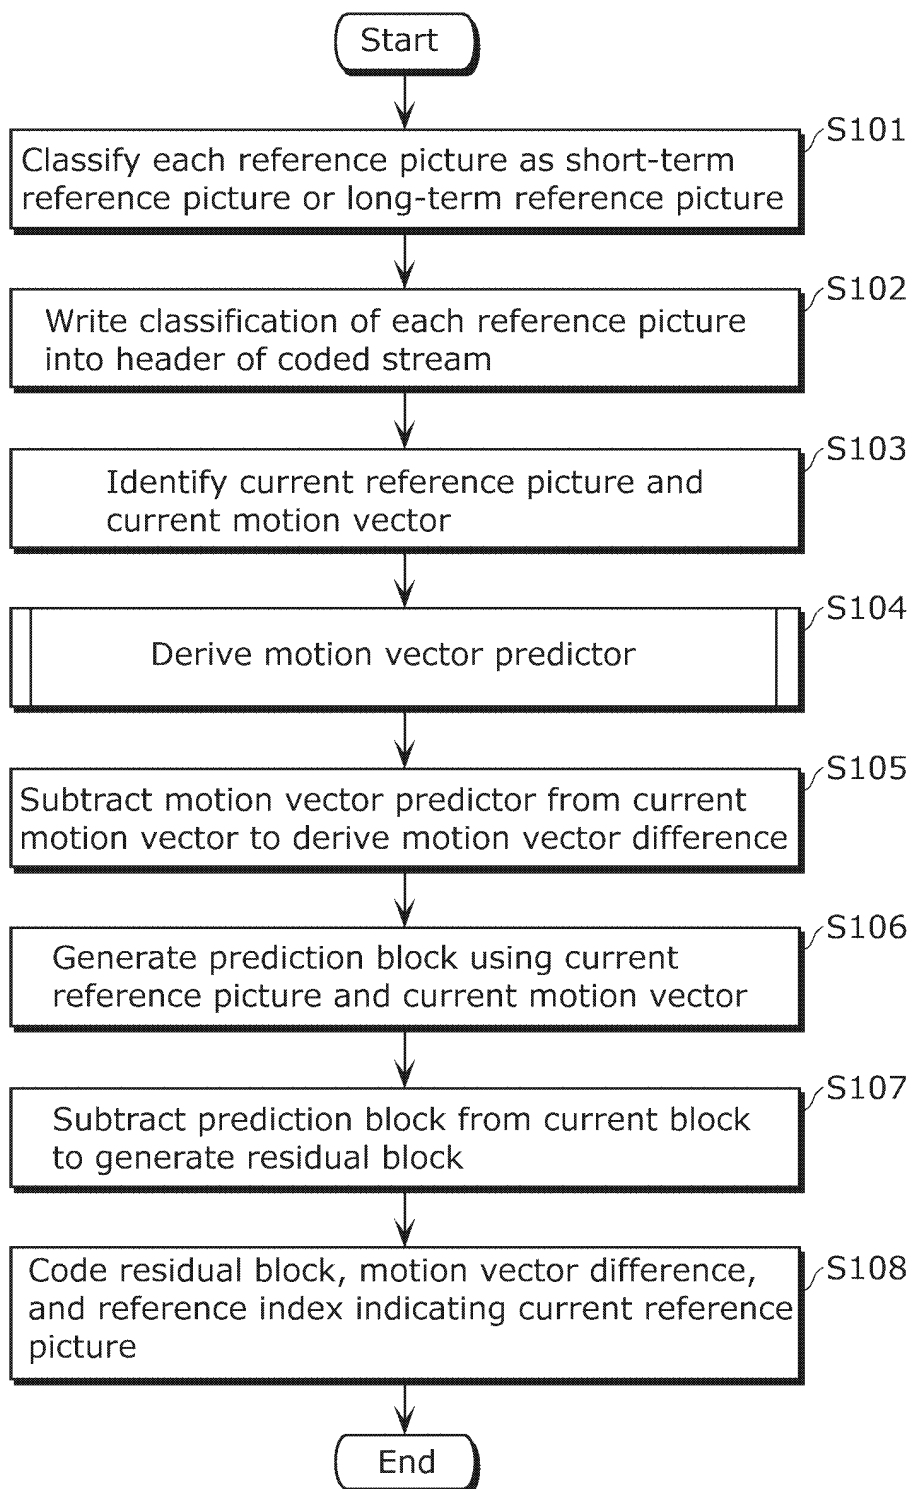 Start
S101
Classify each reference picture as short-term
reference picture or long-term reference picture
S102
Write classification of each reference picture
into header of coded stream
S103
Identify current reference picture and
current motion vector
S104
Derive motion vector predictor
S105
Subtract motion vector predictor from current
motion vector to derive motion vector difference
S106
Generate prediction block using current
reference picture and current motion vector
S107
Subtract prediction block from current block
to generate residual block
S108
Code residual block, motion vector difference,
and reference index indicating current reference
picture
End